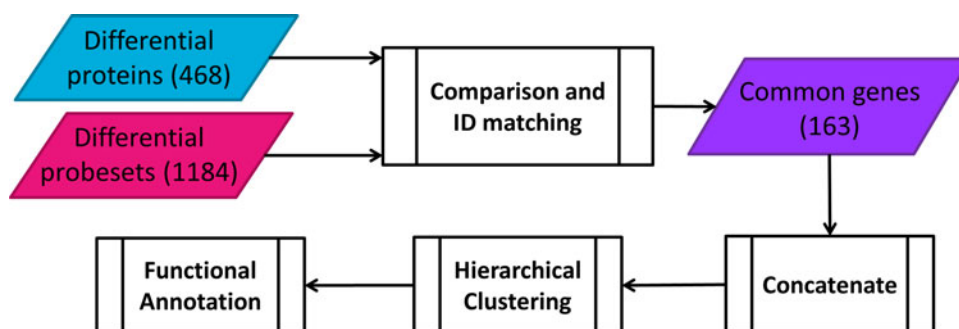 Differential
proteins (468)
Differential
probesets (1184)
Comparison and
ID matching
Common genes
(163)
Concatenate
Hierarchical
Clustering
Functional
Annotation